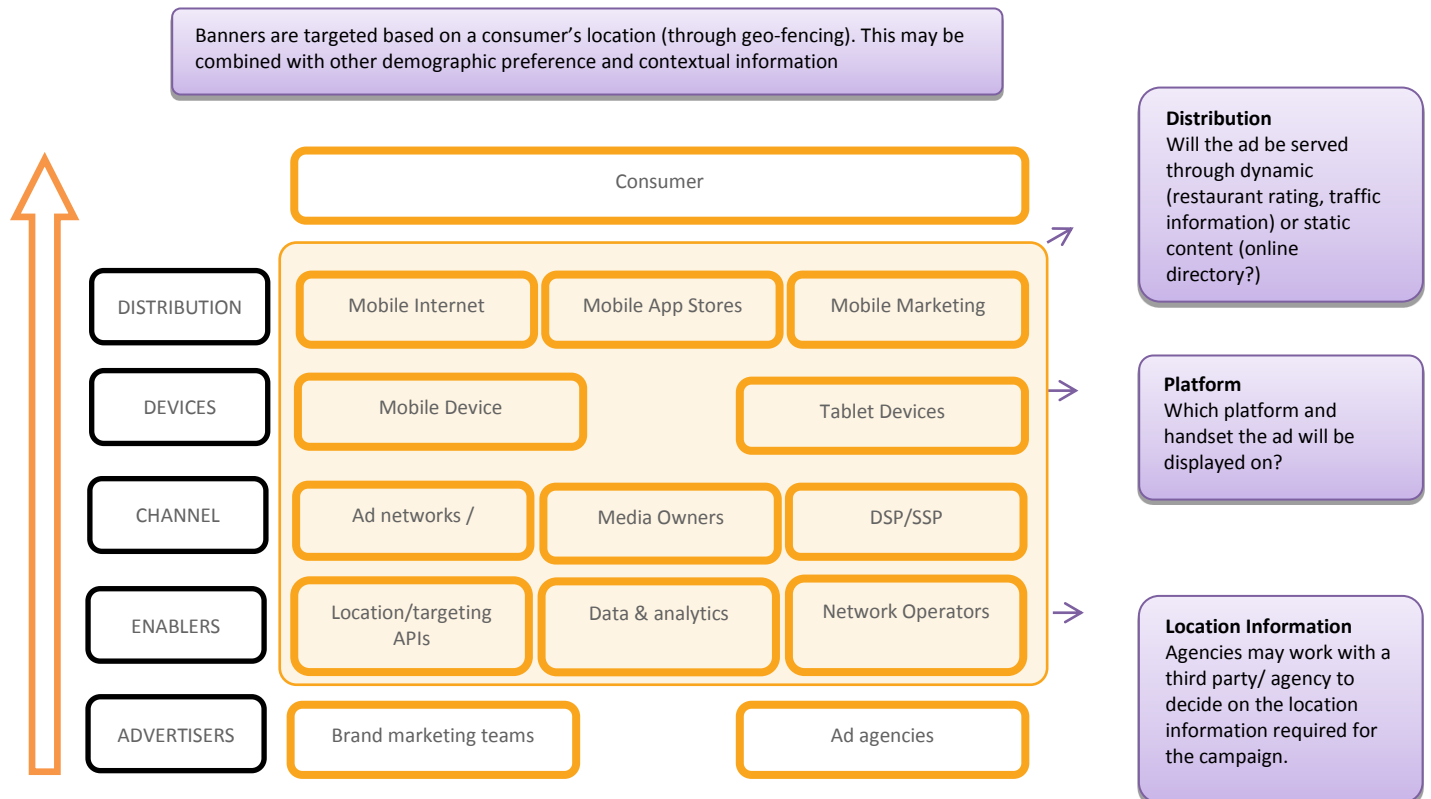 Banners are targeted based on a consumer’s location (through geo-fencing). This may be
combined with other demographic preference and contextual information
Distribution
Will the ad be served
through dynamic
(restaurant rating, traffic
information) or static
content (online
directory?)
Consumer
DISTRIBUTION
Mobile Internet
Mobile App Stores
Mobile Marketing
Platform
Which platform and
handset the ad will be
displayed on?
DEVICES
Mobile Device
Tablet Devices
CHANNEL
Ad networks /
Media Owners
DSP/SSP
ENABLERS
Location/targeting
APIs
Data & analytics
Network Operators
Location Information
Agencies may work with a
third party/ agency to
decide on the location
information required for
the campaign.
ADVERTISERS
Brand marketing teams
Ad agencies